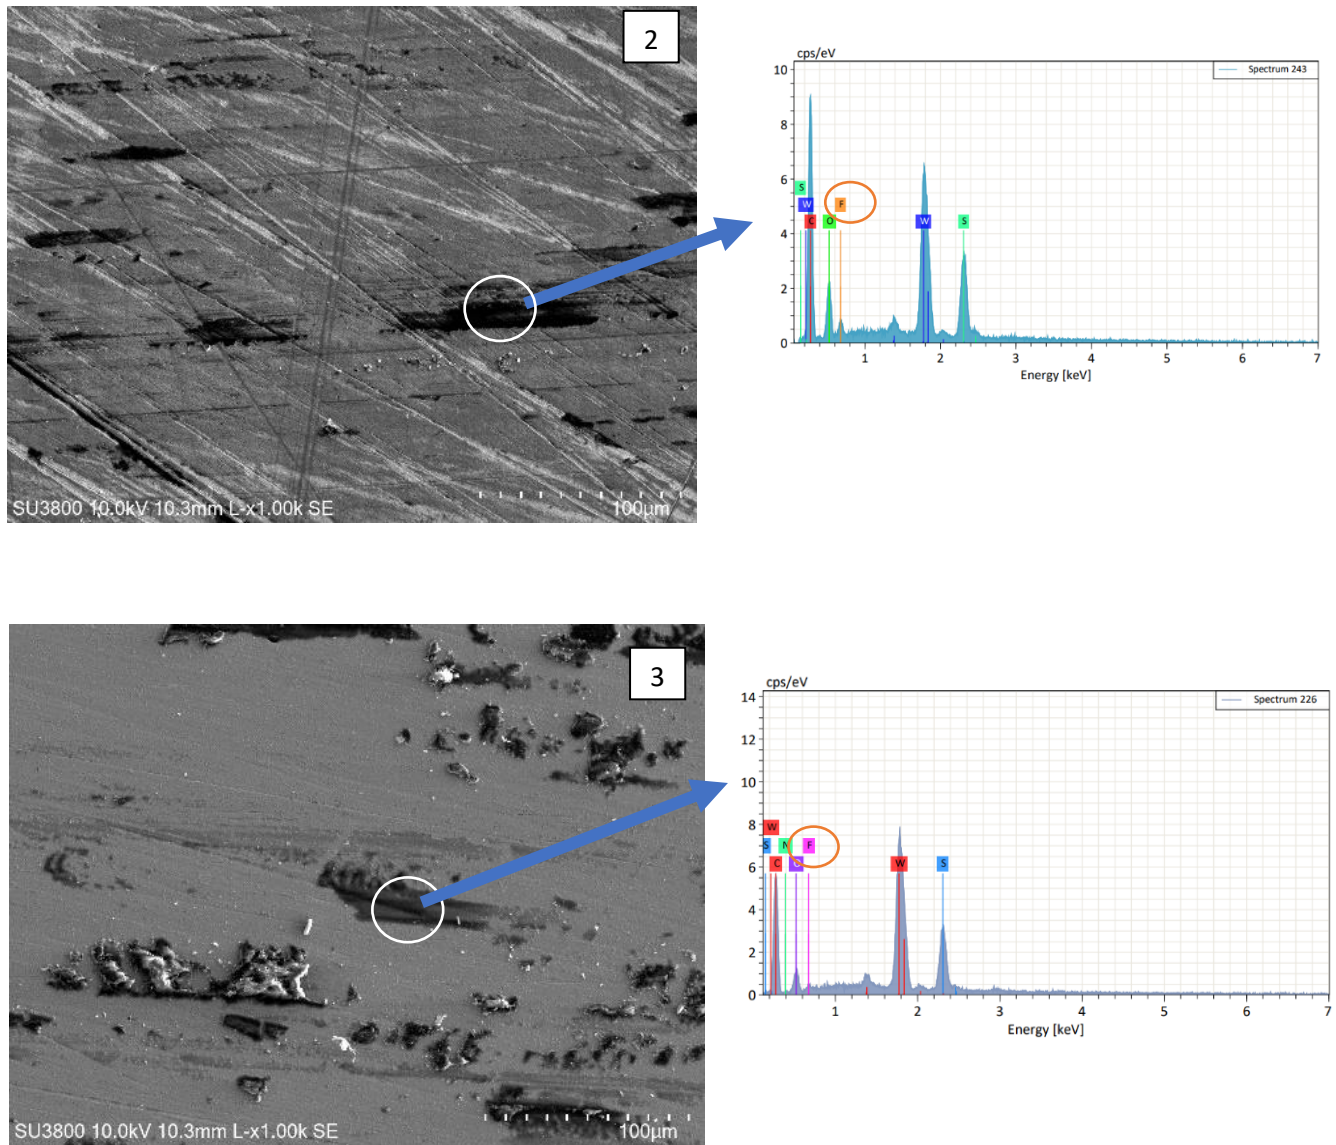 2
SU3800 10.0kV 10.3mm L-x1.00k SE
100μm
cps/eV
Spectrum 243
10
8
6
4
2
0
S
W
F
C
O
W
S
1 2 3 4 5 6 7
Energy [keV]
3
SU3800 10.0kV 10.3mm L-x1.00k SE
100μm
cps/eV
Spectrum 226
14
12
10
8
6
4
2
0
W
S
N
F
C
W
S
1 2 3 4 5 6 7
Energy [keV]